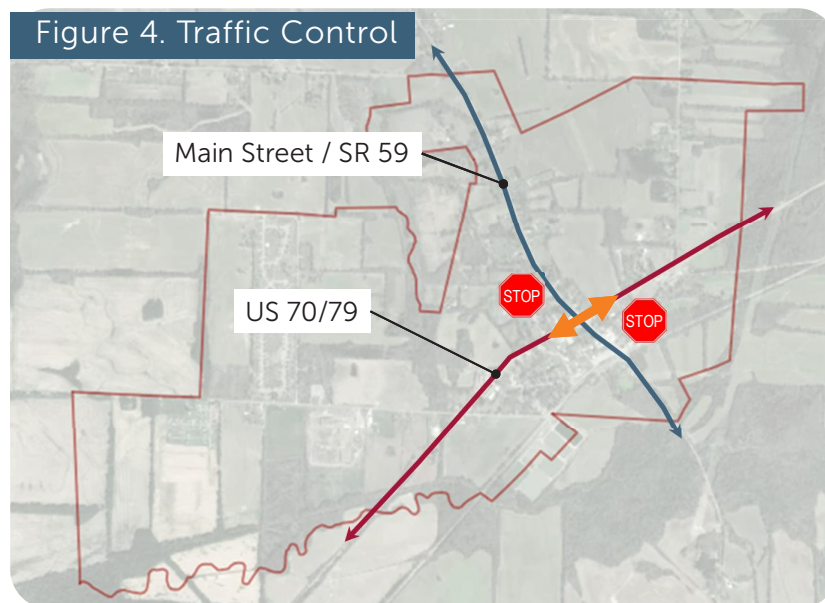 Figure 4. Traffic Control
Main Street / SR 59
STOP
US 70/79
STOP